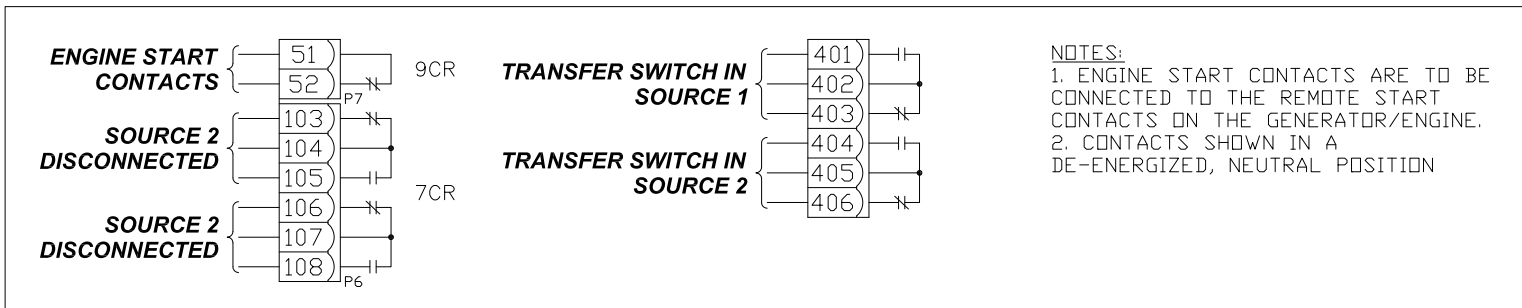 ENGINE START
CONTACTS
51
52
9CR
P7
SOURCE 2
DISCONNECTED
103
104
105
7CR
SOURCE 2
DISCONNECTED
106
107
108
P6
TRANSFER SWITCH IN
SOURCE 1
401
402
403
TRANSFER SWITCH IN
SOURCE 2
404
405
406
NOTES:
1. ENGINE START CONTACTS ARE TO BE
CONNECTED TO THE REMOTE START
CONTACTS ON THE GENERATOR/ENGINE.
2. CONTACTS SHOWN IN A
DE-ENERGIZED, NEUTRAL POSITION